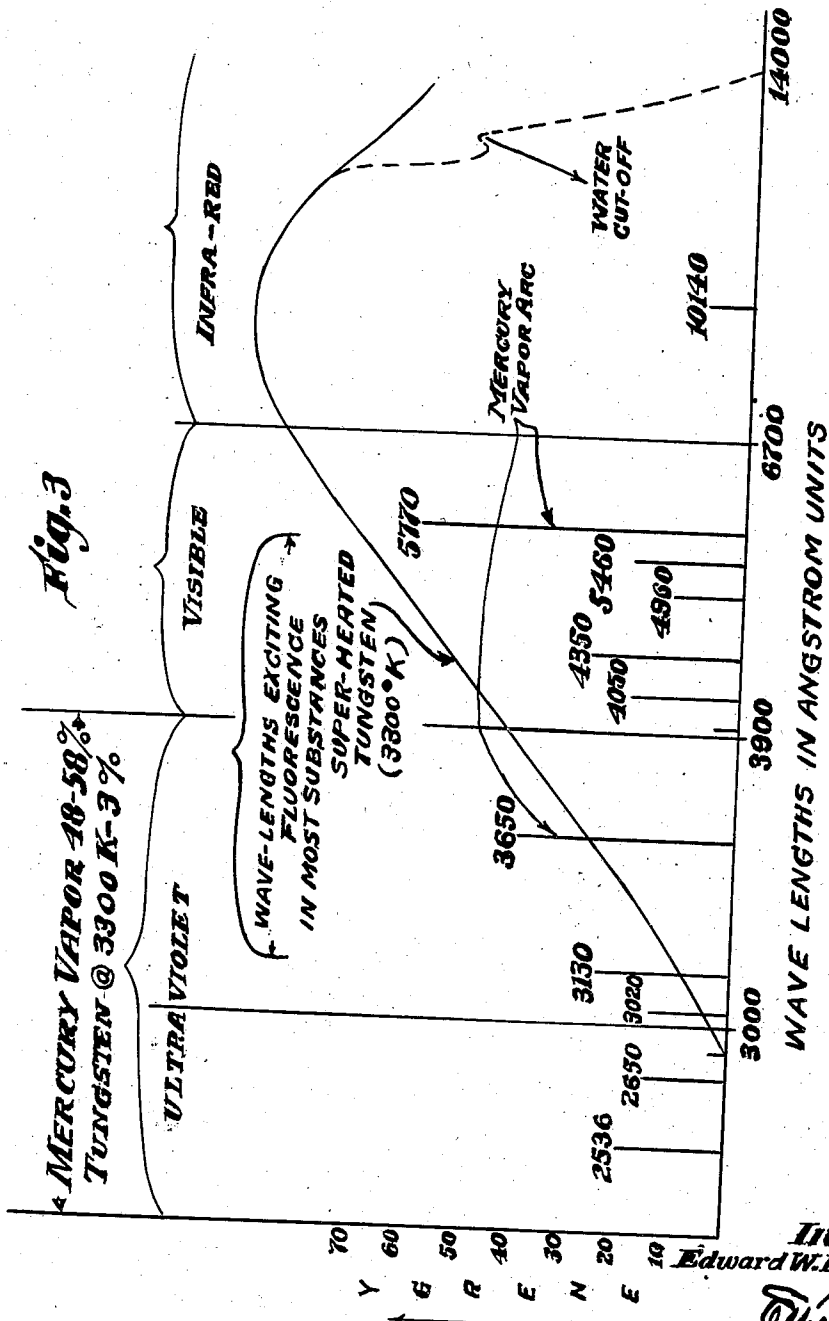 Fig.3
MERCURY VAPOR 48-58%
TUNGSTEN @ 3300 K-3%
ULTRA VIOLET
VISIBLE
INFRA-RED
WAVE-LENGTHS EXCITING
FLUORESCENCE
IN MOST SUBSTANCES
SUPER-HEATED
TUNGSTEN
(3300°K)
MERCURY
VAPOR ARC
WATER
CUT-OFF
2536
2650
3020
3130
3650
4050
4350
4960
5460
5770
10140
70
60
50
40
30
20
10
ENERGY
3000
3900
6700
14000
WAVE LENGTHS IN ANGSTROM UNITS
Edward W.